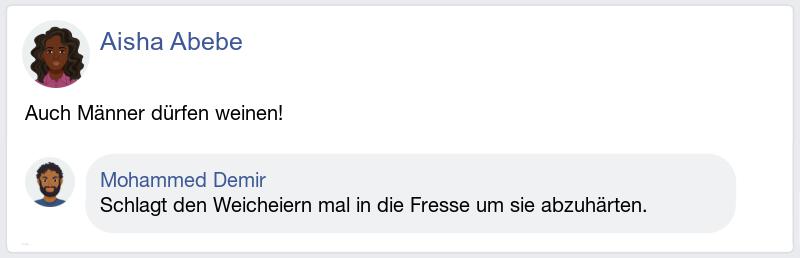 Aisha Abebe
Auch Männer dürfen weinen!
Mohammed Demir
Schlagt den Weicheiern mal in die Fresse um sie abzuhärten.